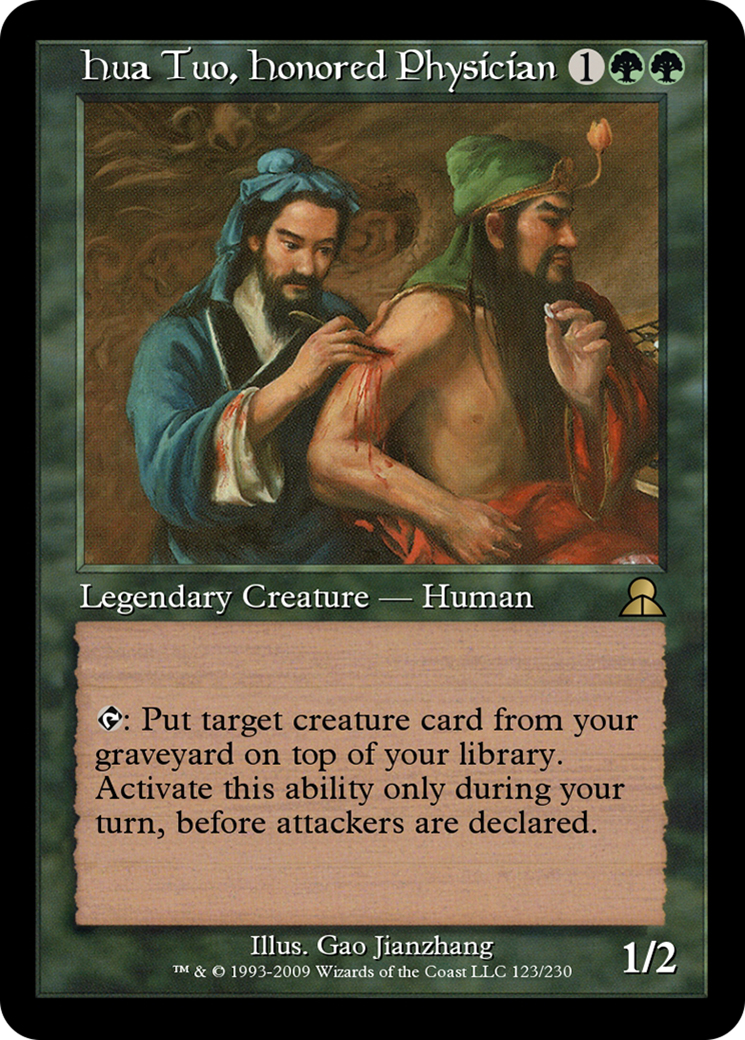 Hua Tuo, Honored Physician 1
Legendary Creature — Human
: Put target creature card from your
graveyard on top of your library.
Activate this ability only during your
turn, before attackers are declared.
Illus. Gao Jianzhang
™ & © 1993-2009 Wizards of the Coast LLC 123/230
1/2